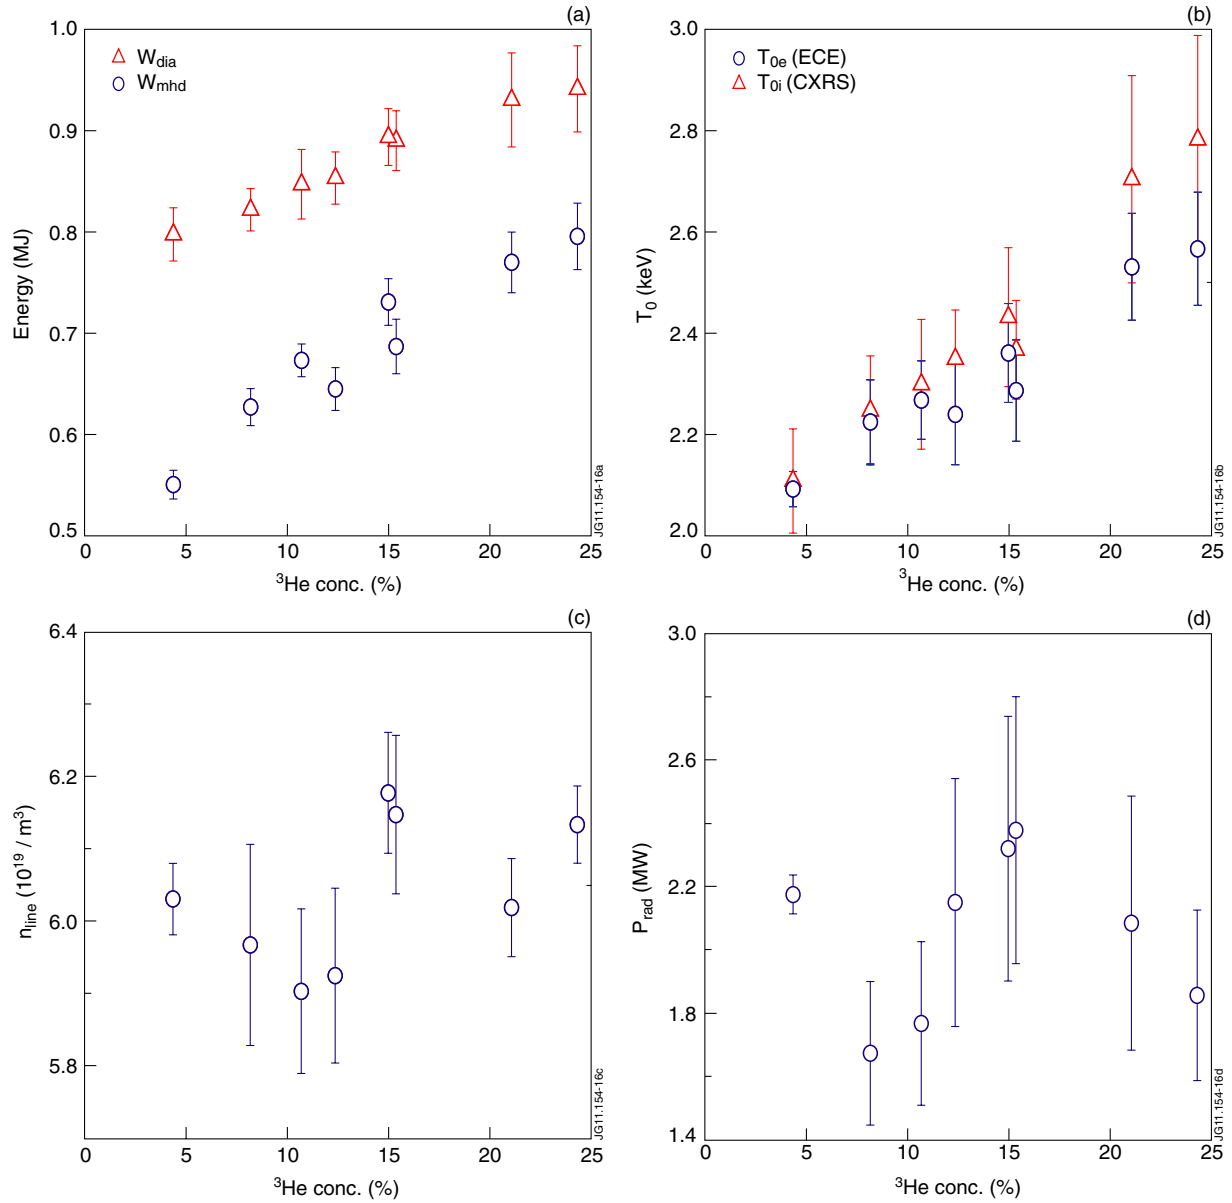 (a)
1.0
0.9
0.8
0.7
0.6
0.5
Energy (MJ)
W_dia
W_mhd
0 5 10 15 20 25
³He conc. (%)
JG11.154-16a
(b)
3.0
2.8
2.6
2.4
2.2
2.0
T₀ (keV)
T_0e (ECE)
T_0i (CXRS)
0 5 10 15 20 25
³He conc. (%)
JG11.154-16b
(c)
6.4
6.2
6.0
5.8
n_line (10¹⁹ / m³)
0 5 10 15 20 25
³He conc. (%)
JG11.154-16c
(d)
3.0
2.6
2.2
1.8
1.4
P_rad (MW)
0 5 10 15 20 25
³He conc. (%)
JG11.154-16d